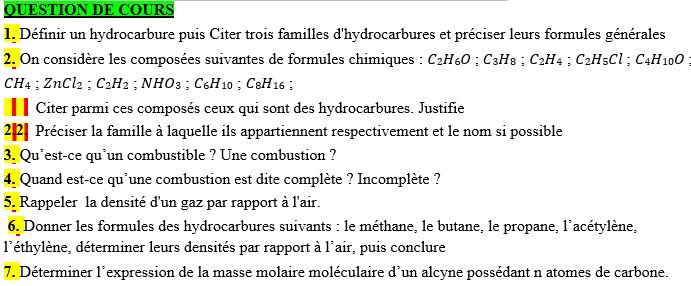 QUESTION DE COURS
1. Définir un hydrocarbure puis Citer trois familles d'hydrocarbures et préciser leurs formules générales
2. On considère les composées suivantes de formules chimiques : C2H6O ; C3H8 ; C2H4 ; C2H5Cl ; C4H10O ;
CH4 ; ZnCl2 ; C2H2 ; NHO3 ; C6H10 ; C8H16 ;
Citer parmi ces composés ceux qui sont des hydrocarbures. Justifie
2.2. Préciser la famille à laquelle ils appartiennent respectivement et le nom si possible
3. Qu'est-ce qu'un combustible ? Une combustion ?
4. Quand est-ce qu'une combustion est dite complète ? Incomplète ?
5. Rappeler la densité d'un gaz par rapport à l'air.
6. Donner les formules des hydrocarbures suivants : le méthane, le butane, le propane, l'acétylène,
l'éthylène, déterminer leurs densités par rapport à l'air, puis conclure
7. Déterminer l'expression de la masse molaire moléculaire d'un alcyne possédant n atomes de carbone.